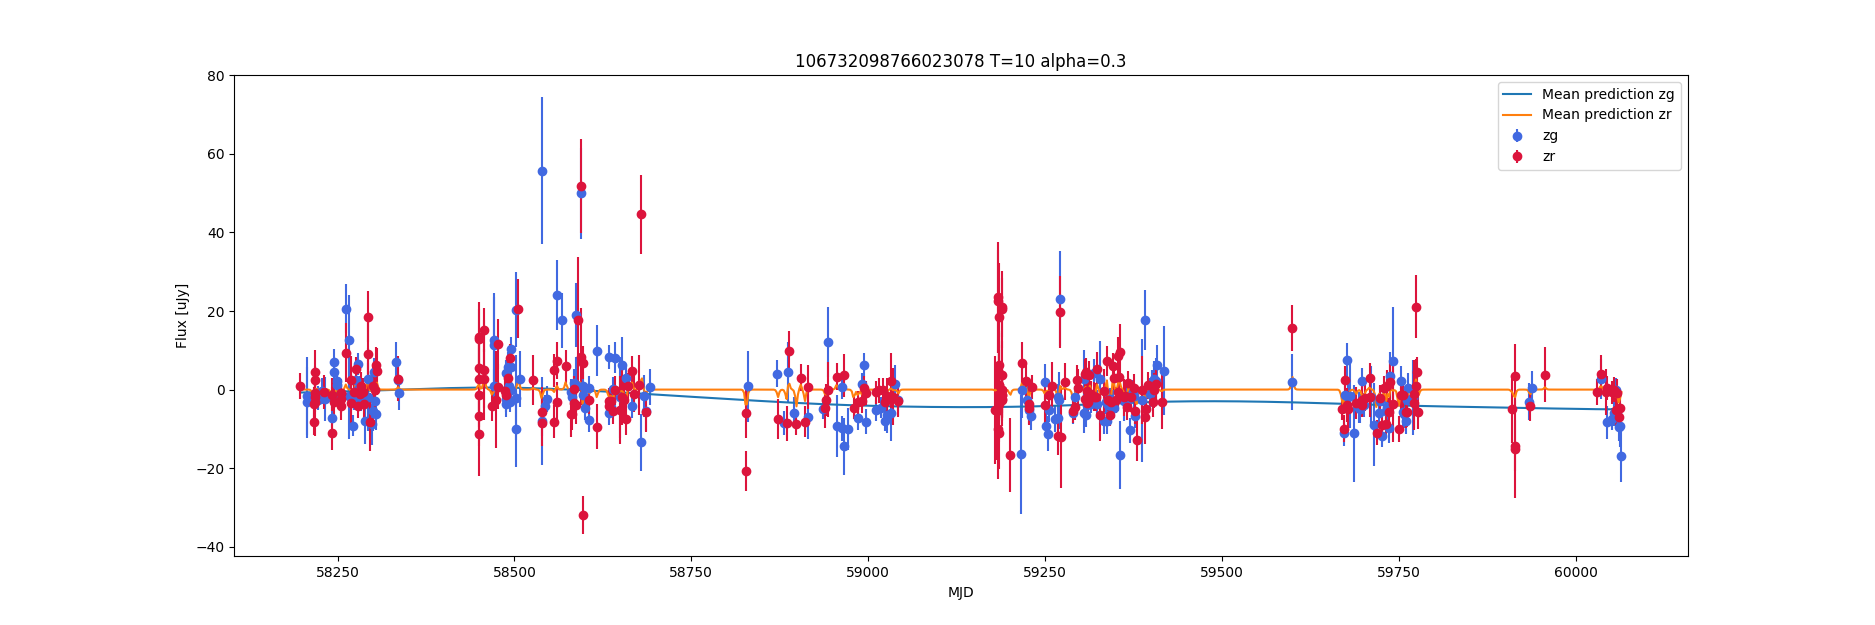 106732098766023078 T=10 alpha=0.3
80
60
40
20
0
−20
−40
Flux [uJy]
58250
58500
58750
59000
59250
59500
59750
60000
MJD
Mean prediction zg
Mean prediction zr
zg
zr